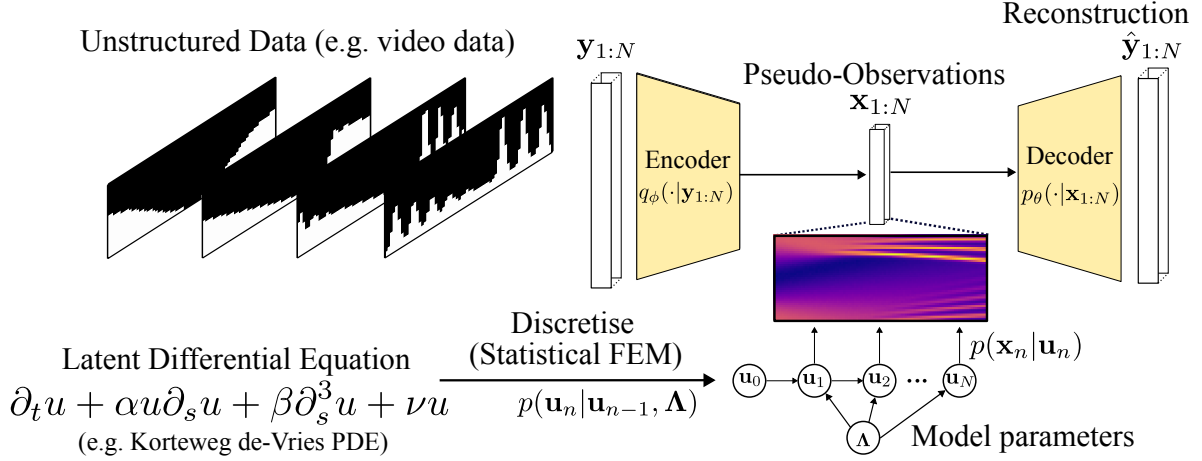 Unstructured Data (e.g. video data)
y₁:N
Encoder
qᵩ(·|y₁:N)
Pseudo-Observations
x₁:N
Reconstruction
ŷ₁:N
Decoder
p_θ(·|x₁:N)
Latent Differential Equation
∂ₜu + αu∂ₛu + β∂ₛ³u + νu
(e.g. Korteweg de-Vries PDE)
Discretise
(Statistical FEM)
p(uₙ|uₙ₋₁, Λ)
p(xₙ|uₙ)
u₀ u₁ u₂ ... u_N
Λ
Model parameters